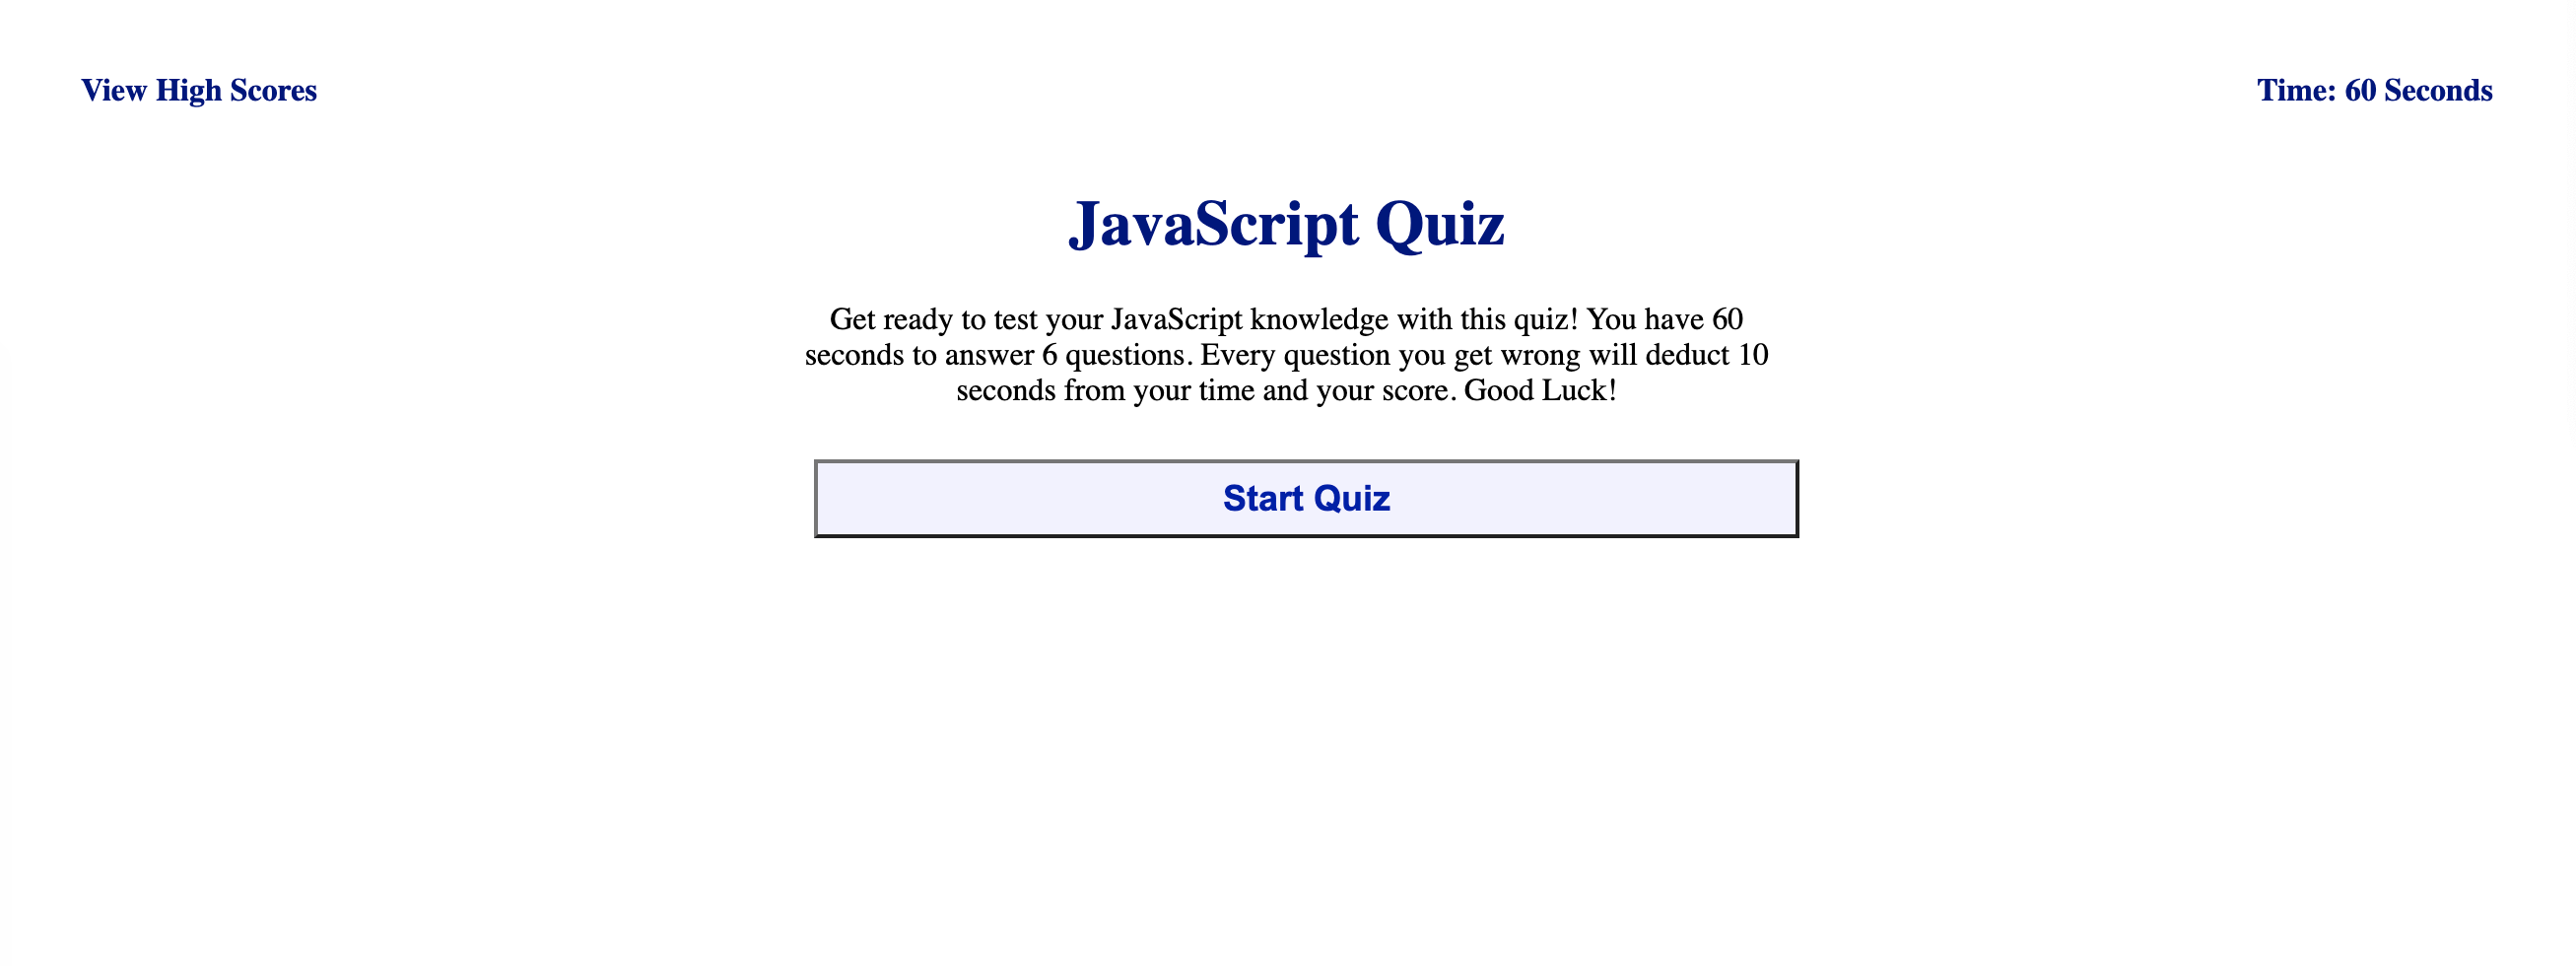 View High Scores
Time: 60 Seconds
JavaScript Quiz
Get ready to test your JavaScript knowledge with this quiz! You have 60
seconds to answer 6 questions. Every question you get wrong will deduct 10
seconds from your time and your score. Good Luck!
Start Quiz